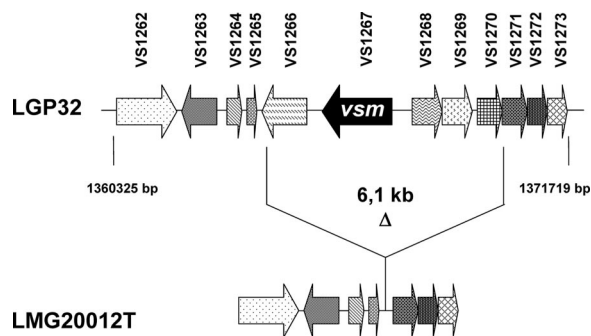 VS1262 VS1263 VS1264 VS1265 VS1266 VS1267 VS1268 VS1269 VS1270 VS1271 VS1272 VS1273
LGP32
vsm
1360325 bp 1371719 bp
6,1 kb
Δ
LMG20012T